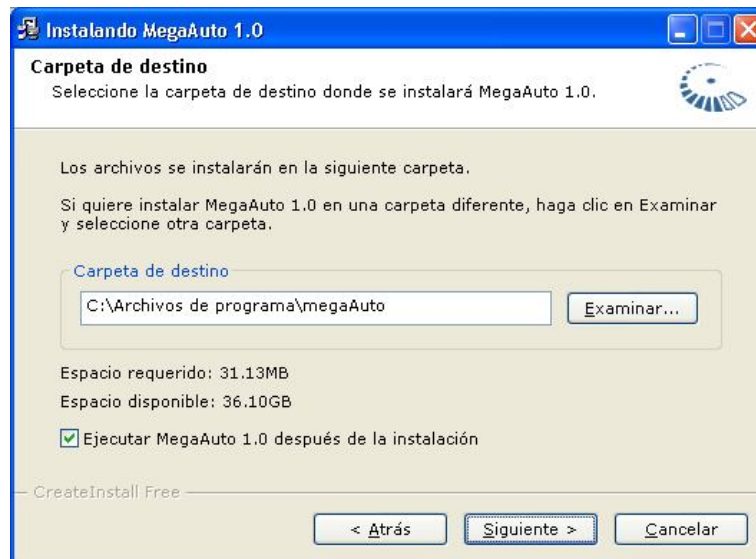 Instalando MegaAuto 1.0
Carpeta de destino
Seleccione la carpeta de destino donde se instalará MegaAuto 1.0.
Los archivos se instalarán en la siguiente carpeta.
Si quiere instalar MegaAuto 1.0 en una carpeta diferente, haga clic en Examinar
y seleccione otra carpeta.
Carpeta de destino
C:\Archivos de programa\megaAuto
Examinar...
Espacio requerido: 31.13MB
Espacio disponible: 36.10GB
Ejecutar MegaAuto 1.0 después de la instalación
CreateInstall Free
< Atrás
Siguiente >
Cancelar